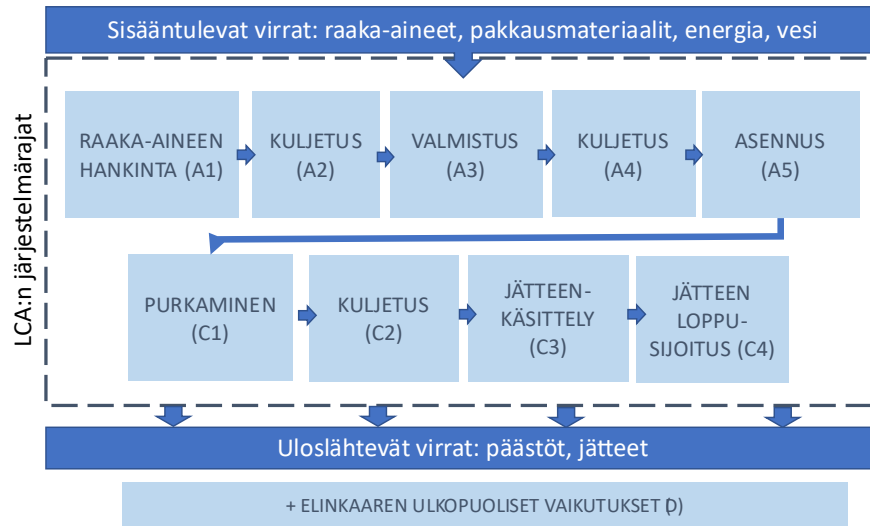 Sisääntulevat virrat: raaka-aineet, pakkausmateriaalit, energia, vesi
LCA:n järjestelmärajat
RAAKA-AINEEN
HANKINTA (A1)
KULJETUS
(A2)
VALMISTUS
(A3)
KULJETUS
(A4)
ASENNUS
(A5)
PURKAMINEN
(C1)
KULJETUS
(C2)
JÄTTEEN-
KÄSITTELY
(C3)
JÄTTEEN
LOPPU-
SIJOITUS (C4)
Uloslähtevät virrat: päästöt, jätteet
+ ELINKAAREN ULKOPUOLISET VAIKUTUKSET (D)